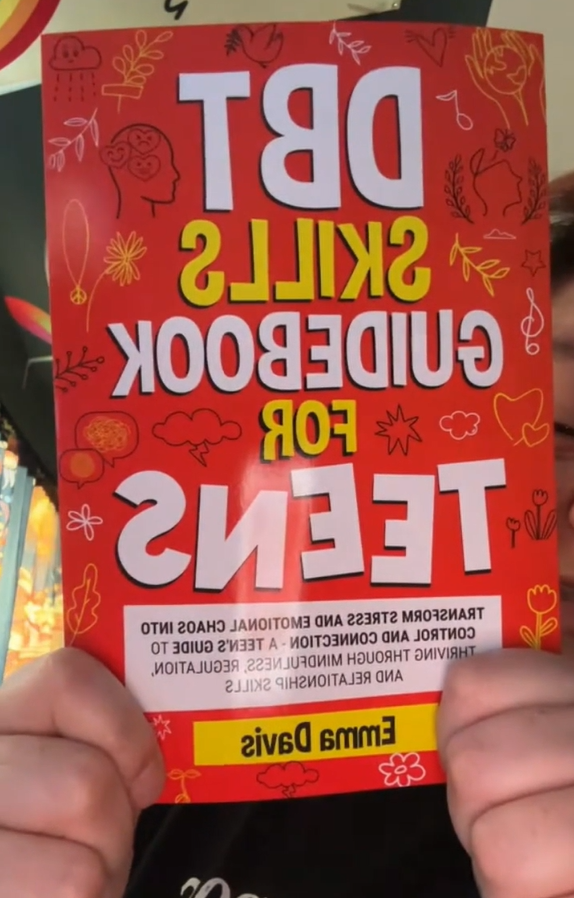 DBT
SKILLS
GUIDEBOOK
FOR
TEENS
TRANSFORM STRESS AND EMOTIONAL CHAOS INTO
CONTROL AND CONNECTION - A TEEN'S GUIDE TO
THRIVING THROUGH MINDFULNESS, REGULATION,
AND RELATIONSHIP SKILLS
Emma Davis